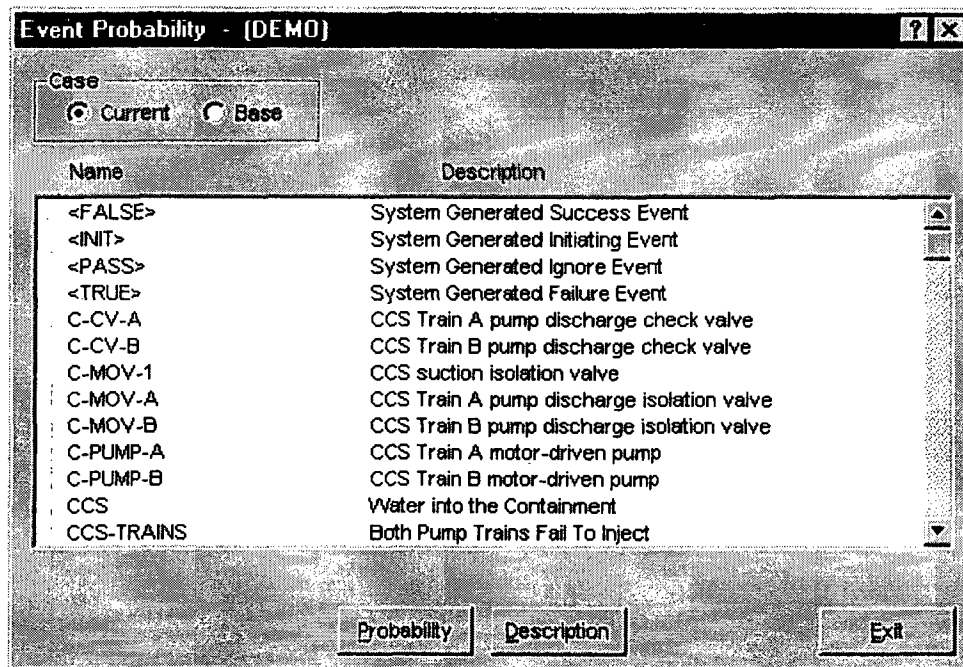 Event Probability - (DEMO)
Case
Current Base
Name Description
<FALSE> System Generated Success Event
<INIT> System Generated Initiating Event
<PASS> System Generated Ignore Event
<TRUE> System Generated Failure Event
C-CV-A CCS Train A pump discharge check valve
C-CV-B CCS Train B pump discharge check valve
C-MOV-1 CCS suction isolation valve
C-MOV-A CCS Train A pump discharge isolation valve
C-MOV-B CCS Train B pump discharge isolation valve
C-PUMP-A CCS Train A motor-driven pump
C-PUMP-B CCS Train B motor-driven pump
CCS Water into the Containment
CCS-TRAINS Both Pump Trains Fail To Inject
Probability Description Exit